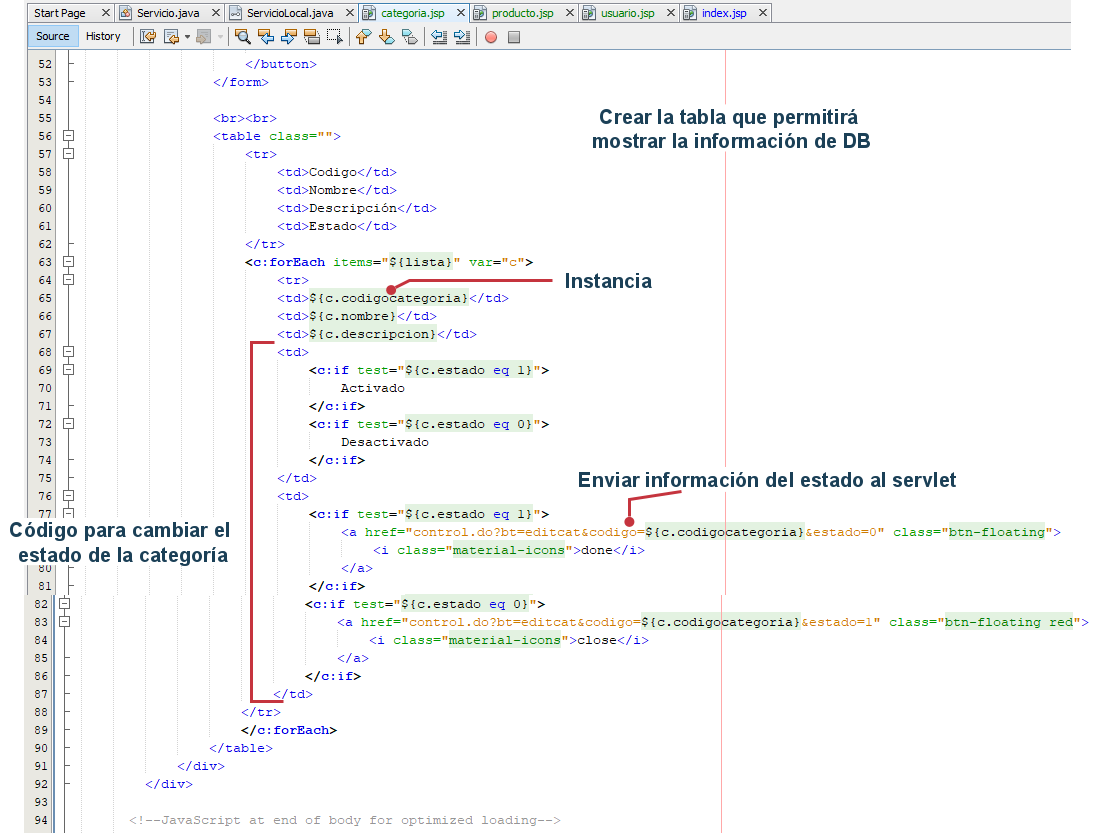 Start Page Servicio.java ServicioLocal.java categoria.jsp producto.jsp usuario.jsp index.jsp
Source History
52 </button>
53 </form>
54
55 <br><br>
56 <table class="">
57 <tr>
58 <td>Codigo</td>
59 <td>Nombre</td>
60 <td>Descripción</td>
61 <td>Estado</td>
62 </tr>
63 <c:forEach items="${lista}" var="c">
64 <tr>
65 <td>${c.codigocategoria}</td>
66 <td>${c.nombre}</td>
67 <td>${c.descripcion}</td>
68 <td>
69 <c:if test="${c.estado eq 1}">
70 Activado
71 </c:if>
72 <c:if test="${c.estado eq 0}">
73 Desactivado
74 </c:if>
75 </td>
76 <td>
77 <c:if test="${c.estado eq 1}">
<a href="control.do?bt=editcat&codigo=${c.codigocategoria}&estado=0" class="btn-floating">
<i class="material-icons">done</i>
80 </a>
81 </c:if>
82 <c:if test="${c.estado eq 0}">
83 <a href="control.do?bt=editcat&codigo=${c.codigocategoria}&estado=1" class="btn-floating red">
84 <i class="material-icons">close</i>
85 </a>
86 </c:if>
87 </td>
88 </tr>
89 </c:forEach>
90 </table>
91 </div>
92 </div>
93
94 <!--JavaScript at end of body for optimized loading-->
Crear la tabla que permitirá
mostrar la información de DB
Instancia
Enviar información del estado al servlet
Código para cambiar el
estado de la categoría